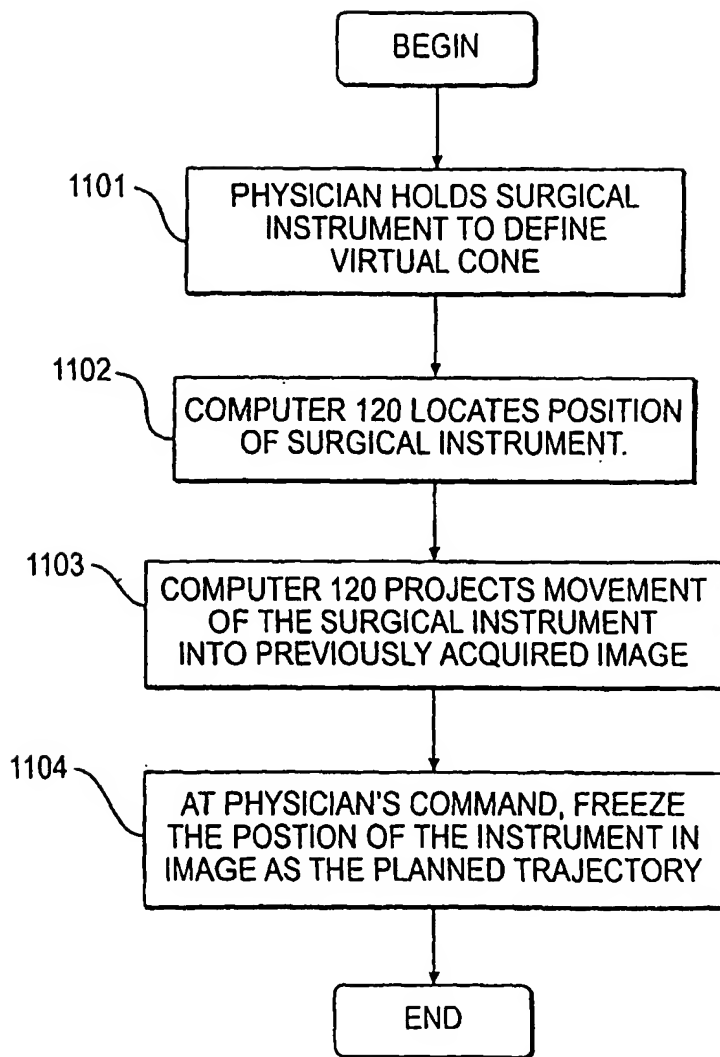 BEGIN
1101
PHYSICIAN HOLDS SURGICAL
INSTRUMENT TO DEFINE
VIRTUAL CONE
1102
COMPUTER 120 LOCATES POSITION
OF SURGICAL INSTRUMENT.
1103
COMPUTER 120 PROJECTS MOVEMENT
OF THE SURGICAL INSTRUMENT
INTO PREVIOUSLY ACQUIRED IMAGE
1104
AT PHYSICIAN'S COMMAND, FREEZE
THE POSTION OF THE INSTRUMENT IN
IMAGE AS THE PLANNED TRAJECTORY
END